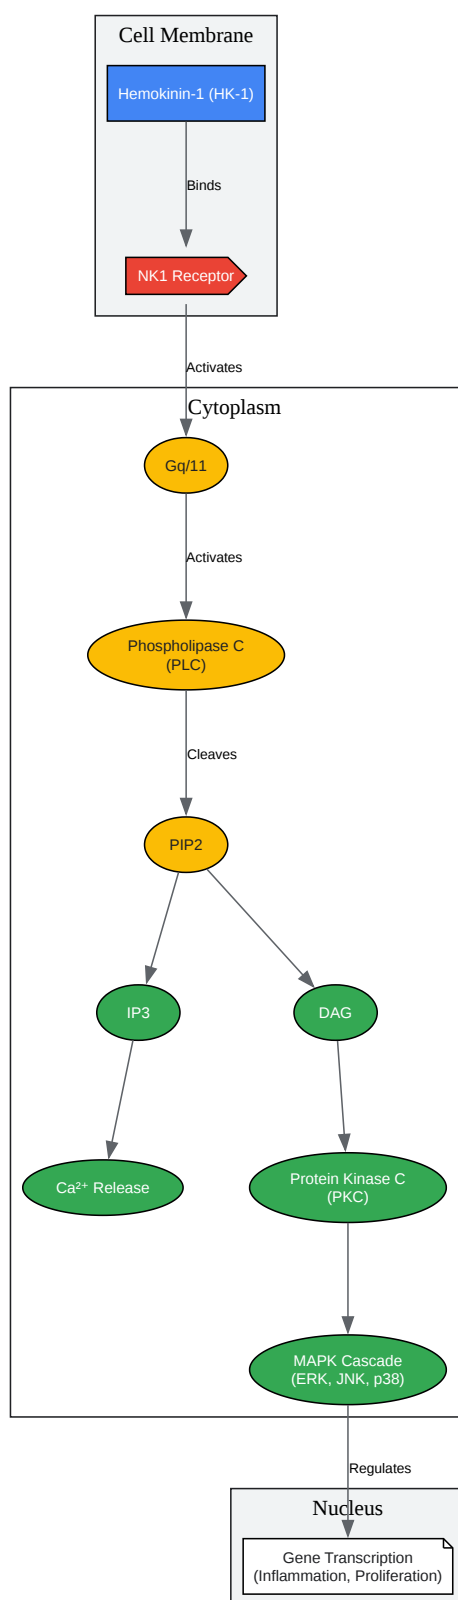 Cell Membrane
Hemokinin-1 (HK-1)
Binds
NK1 Receptor
Activates
Cytoplasm
Gq/11
Activates
Phospholipase C
(PLC)
Cleaves
PIP2
IP3
DAG
Ca²⁺ Release
Protein Kinase C
(PKC)
MAPK Cascade
(ERK, JNK, p38)
Regulates
Nucleus
Gene Transcription
(Inflammation, Proliferation)